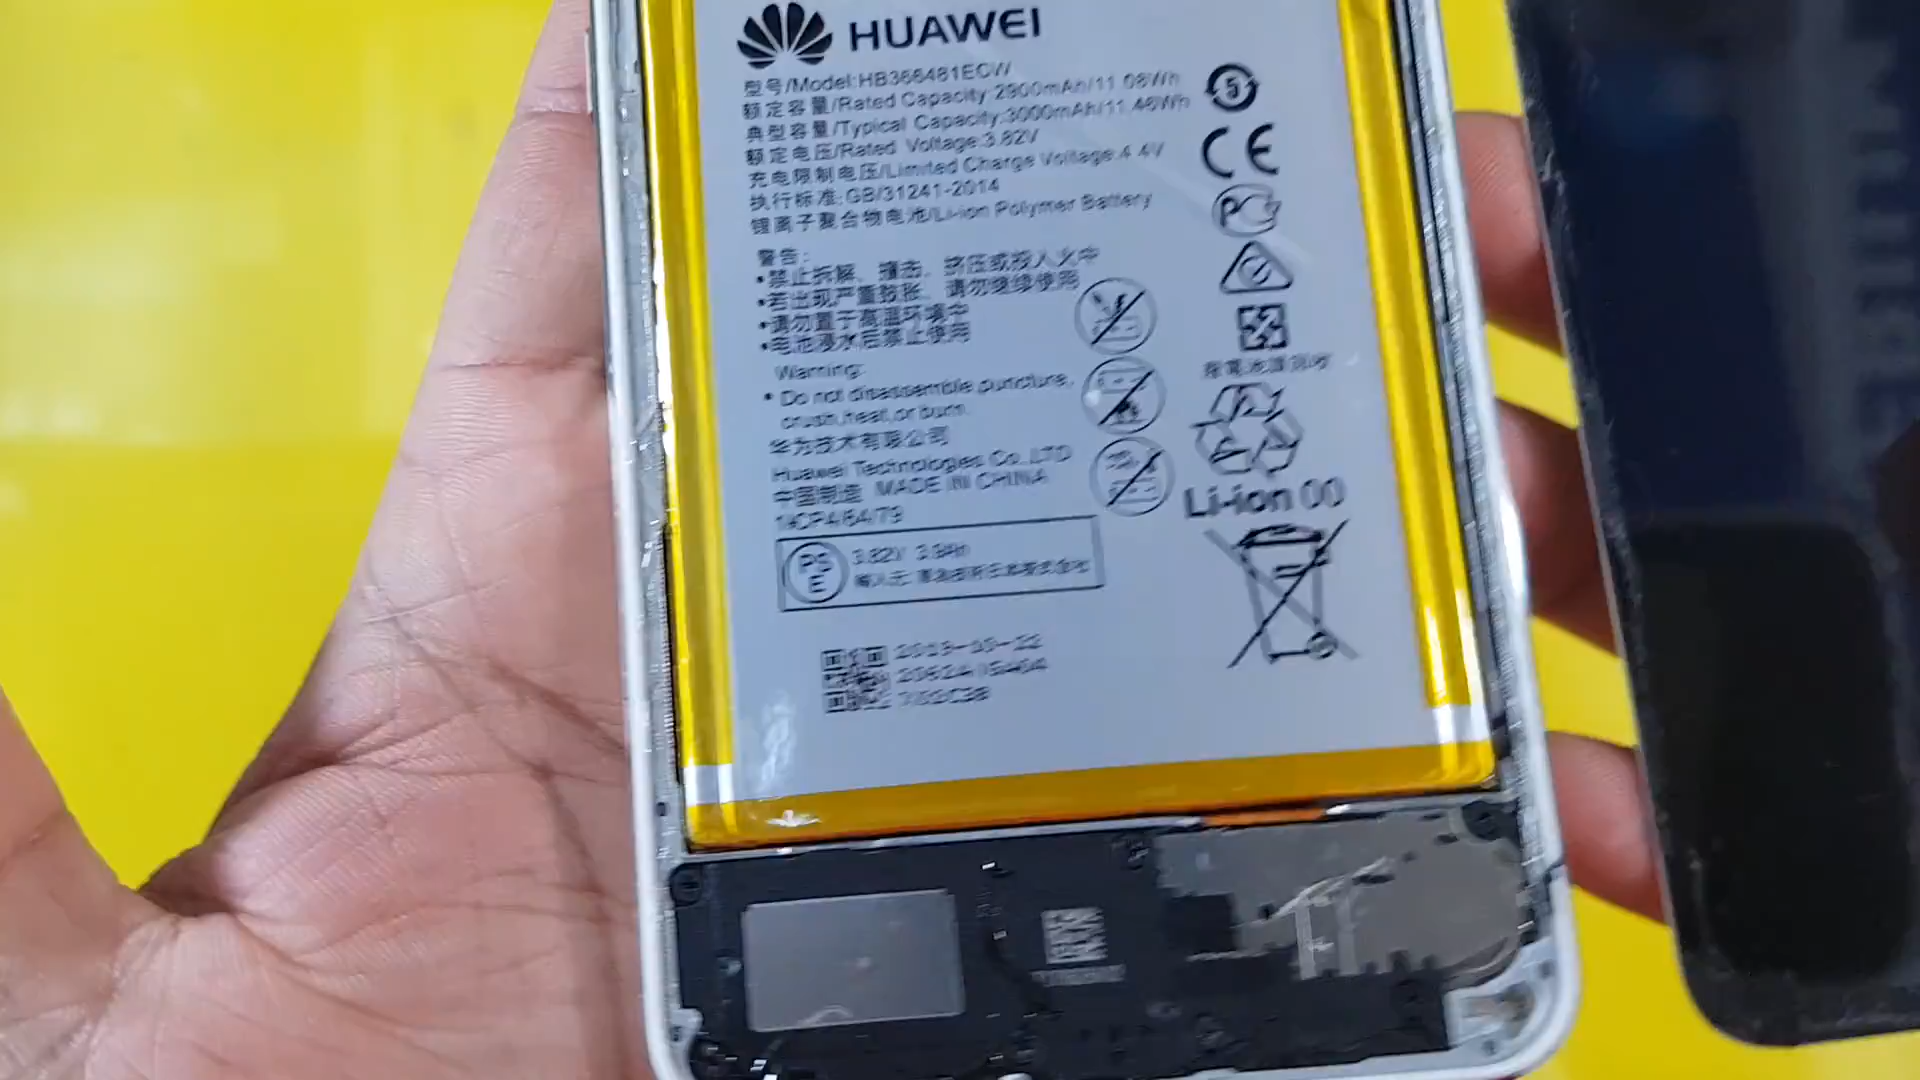 HUAWEI
型号/Model:HB366481ECW
额定容量/Rated Capacity:2900mAh/11.08Wh
典型容量/Typical Capacity:3000mAh/11.46Wh
额定电压/Rated Voltage:3.82V
充电限制电压/Limited Charge Voltage:4.4V
执行标准:GB/31241-2014
锂离子聚合物电池/Li-ion Polymer Battery
5
CE
警告:
•禁止拆解、撞击、挤压或投入火中
•若出现严重鼓胀、请勿继续使用
•请勿置于高温环境中
•电池浸水后禁止使用
Warning:
• Do not disassemble,puncture,
crush,heat,or burn.
华为技术有限公司
Huawei Technologies Co.,LTD
中国制造 MADE IN CHINA
1ICP4/64/79
Li-ion 00
PS
E
3.82V